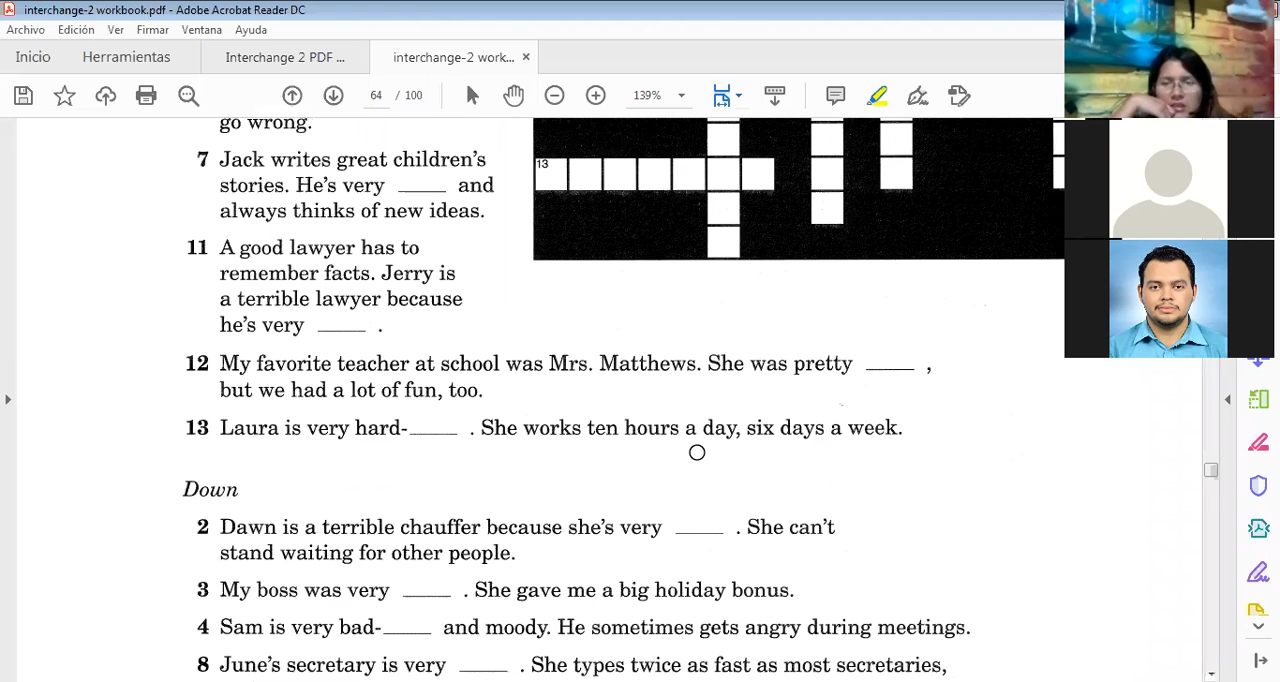 interchange-2 workbook.pdf - Adobe Acrobat Reader DC
Archivo Edición Ver Firmar Ventana Ayuda
Inicio Herramientas Interchange 2 PDF ... interchange-2 work... ×
64 / 100 139%
go wrong.
7 Jack writes great children's
stories. He's very _____ and
always thinks of new ideas.
11 A good lawyer has to
remember facts. Jerry is
a terrible lawyer because
he's very _____ .
12 My favorite teacher at school was Mrs. Matthews. She was pretty _____ ,
but we had a lot of fun, too.
13 Laura is very hard-_____ . She works ten hours a day, six days a week.
Down
2 Dawn is a terrible chauffer because she's very _____ . She can't
stand waiting for other people.
3 My boss was very _____ . She gave me a big holiday bonus.
4 Sam is very bad-_____ and moody. He sometimes gets angry during meetings.
8 June's secretary is very _____ . She types twice as fast as most secretaries,
13